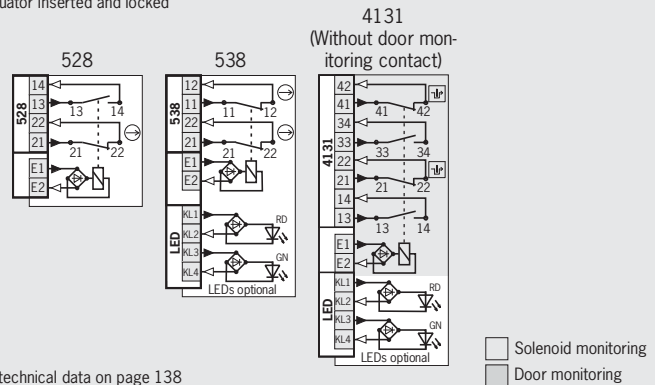 uator inserted and locked
4131
(Without door mon-
itoring contact)
528
538
528
14
13
22
21
E1
E2
13 14
21 22
538
12
11
22
21
E1
E2
11 12
21 22
LED
KL1
KL2
KL3
KL4
RD
GN
LEDs optional
4131
42
41
34
33
22
21
14
13
E1
E2
41 42
33 34
21 22
13 14
LED
KL1
KL2
KL3
KL4
RD
GN
LEDs optional
Solenoid monitoring
Door monitoring
technical data on page 138